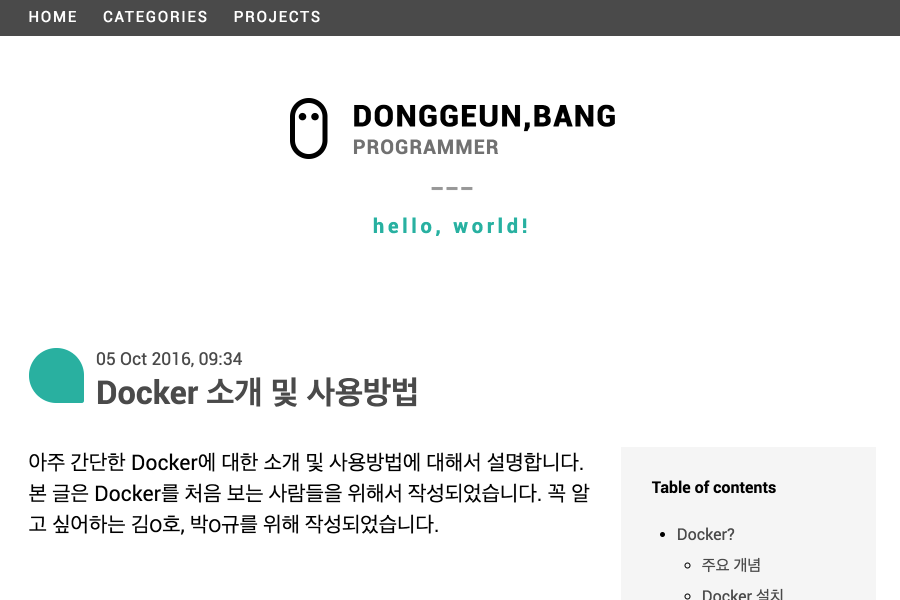 HOME CATEGORIES PROJECTS
DONGGEUN,BANG
PROGRAMMER
___
hello, world!
05 Oct 2016, 09:34
Docker 소개 및 사용방법
아주 간단한 Docker에 대한 소개 및 사용방법에 대해서 설명합니다.
본 글은 Docker를 처음 보는 사람들을 위해서 작성되었습니다. 꼭 알
고 싶어하는 김o호, 박o규를 위해 작성되었습니다.
Table of contents
Docker?
주요 개념
Docker 설치